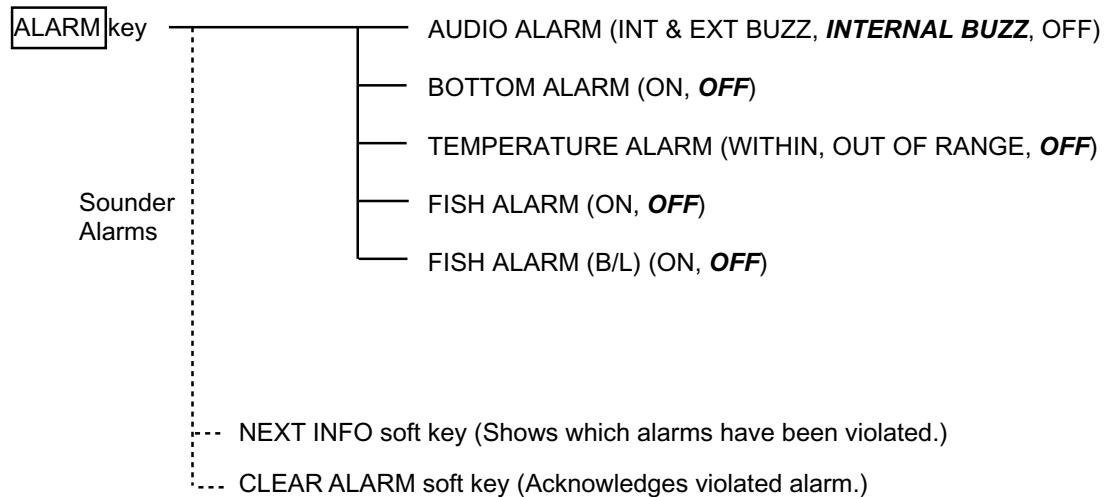 ALARM key
AUDIO ALARM (INT & EXT BUZZ, INTERNAL BUZZ, OFF)
BOTTOM ALARM (ON, OFF)
TEMPERATURE ALARM (WITHIN, OUT OF RANGE, OFF)
Sounder
Alarms
FISH ALARM (ON, OFF)
FISH ALARM (B/L) (ON, OFF)
NEXT INFO soft key (Shows which alarms have been violated.)
CLEAR ALARM soft key (Acknowledges violated alarm.)